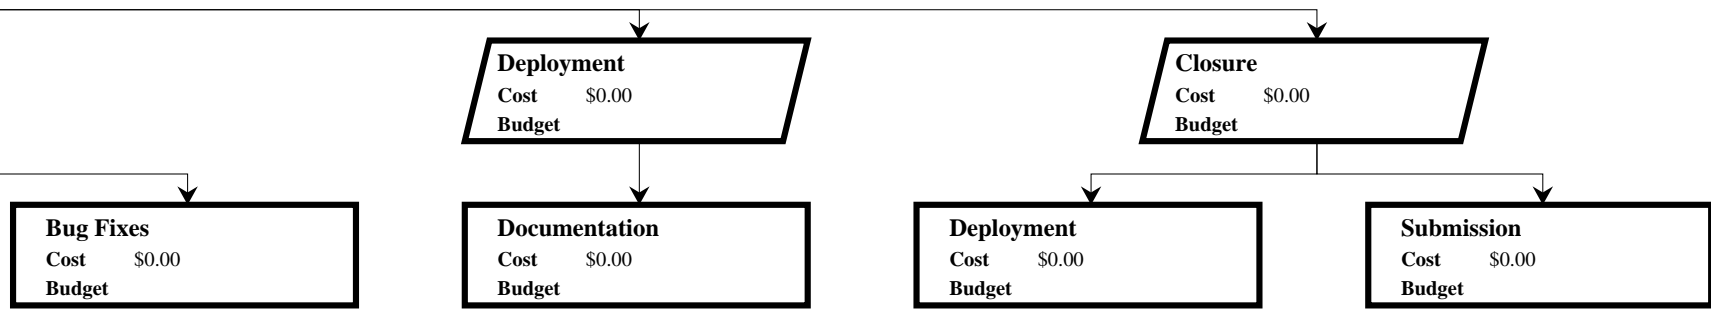 Deployment
Cost $0.00
Budget
Closure
Cost $0.00
Budget
Bug Fixes
Cost $0.00
Budget
Documentation
Cost $0.00
Budget
Deployment
Cost $0.00
Budget
Submission
Cost $0.00
Budget